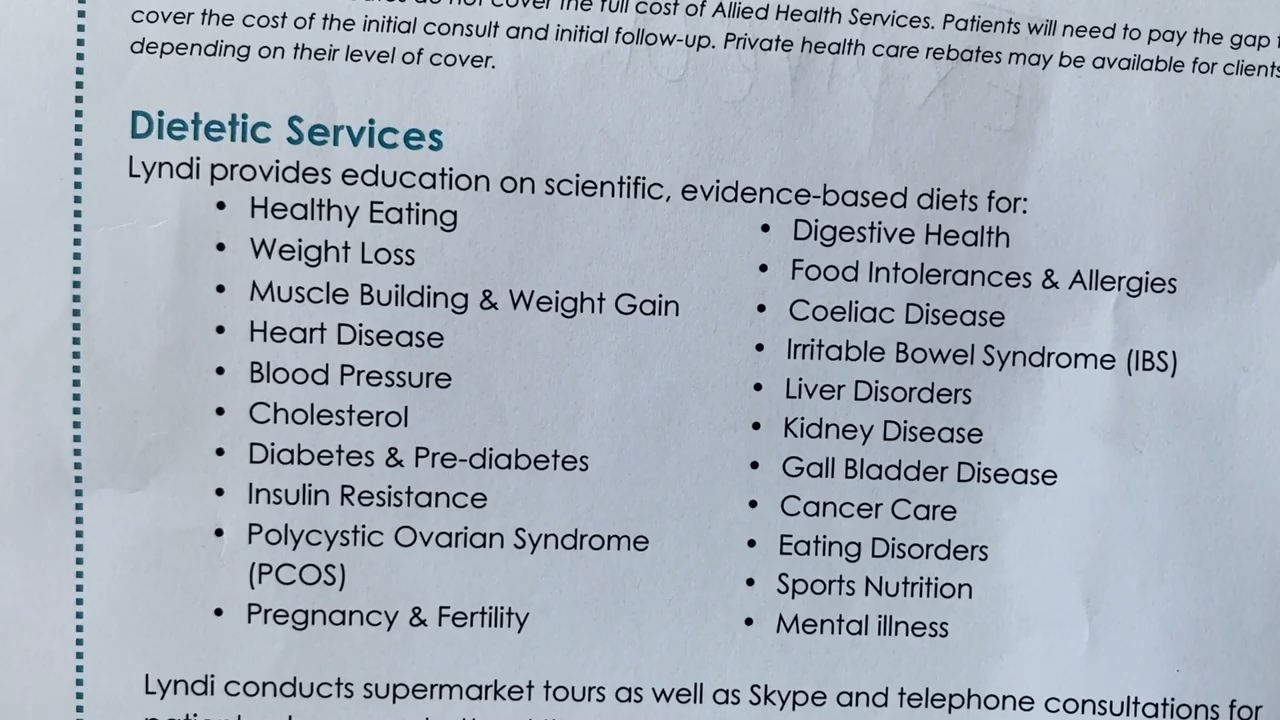 cover the full cost of Allied Health Services. Patients will need to pay the gap
cover the cost of the initial consult and initial follow-up. Private health care rebates may be available for clients
depending on their level of cover.
Dietetic Services
Lyndi provides education on scientific, evidence-based diets for:
• Healthy Eating
• Weight Loss
• Muscle Building & Weight Gain
• Heart Disease
• Blood Pressure
• Cholesterol
• Diabetes & Pre-diabetes
• Insulin Resistance
• Polycystic Ovarian Syndrome
(PCOS)
• Pregnancy & Fertility
• Digestive Health
• Food Intolerances & Allergies
• Coeliac Disease
• Irritable Bowel Syndrome (IBS)
• Liver Disorders
• Kidney Disease
• Gall Bladder Disease
• Cancer Care
• Eating Disorders
• Sports Nutrition
• Mental illness
Lyndi conducts supermarket tours as well as Skype and telephone consultations for